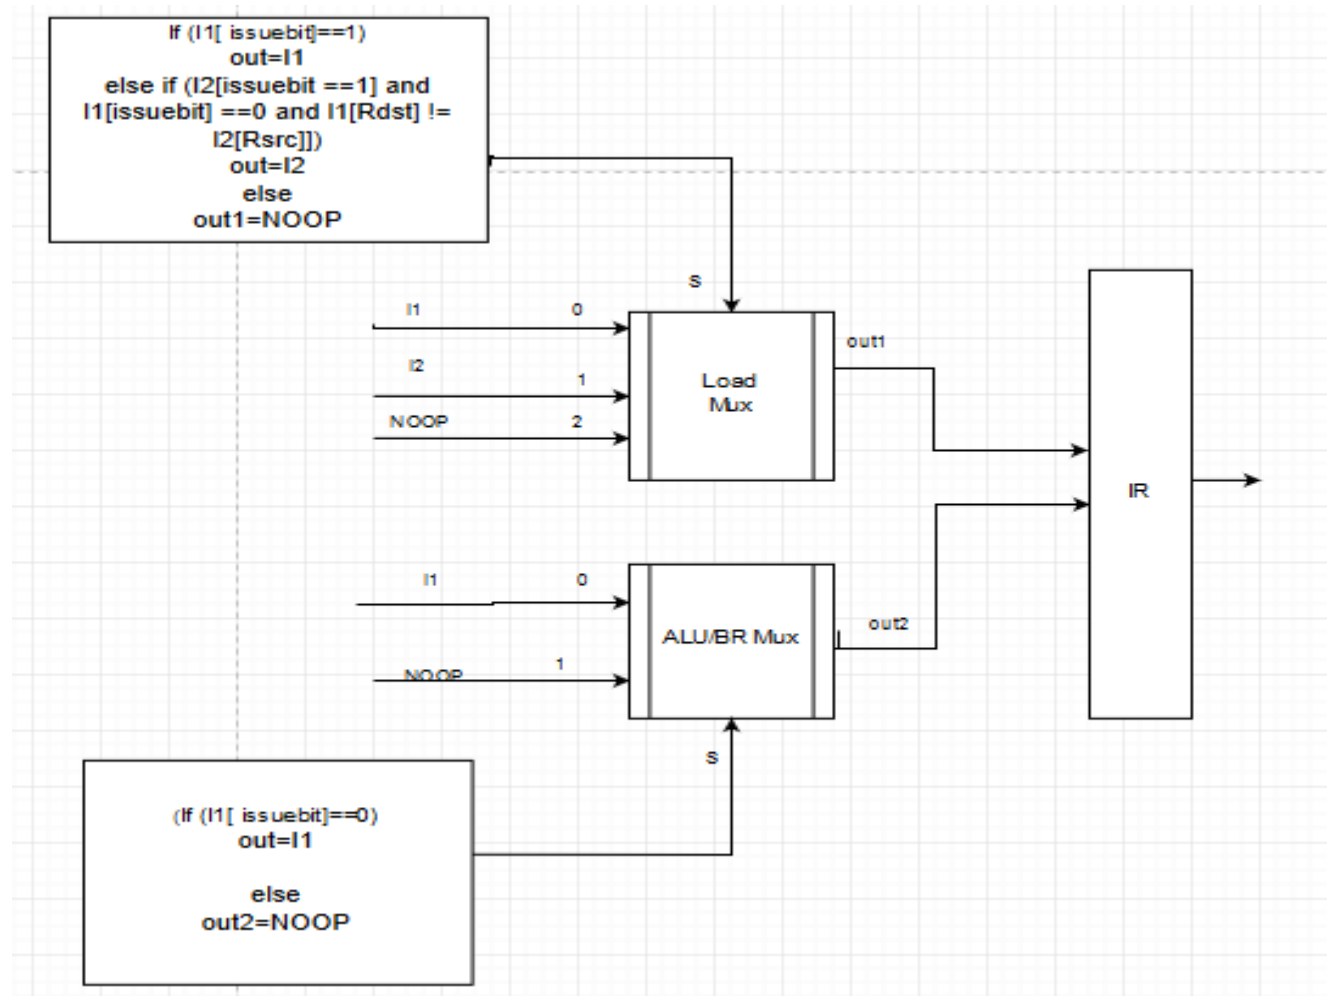 If (I1[ issuebit]==1)
out=I1
else if (I2[issuebit ==1] and
I1[issuebit] ==0 and I1[Rdst] !=
I2[Rsrc]])
out=I2
else
out1=NOOP
S
I1 0
I2 1
NOOP 2
Load
Mux
out1
IR
I1 0
NOOP 1
ALU/BR Mux
out2
S
(If (I1[ issuebit]==0)
out=I1
else
out2=NOOP